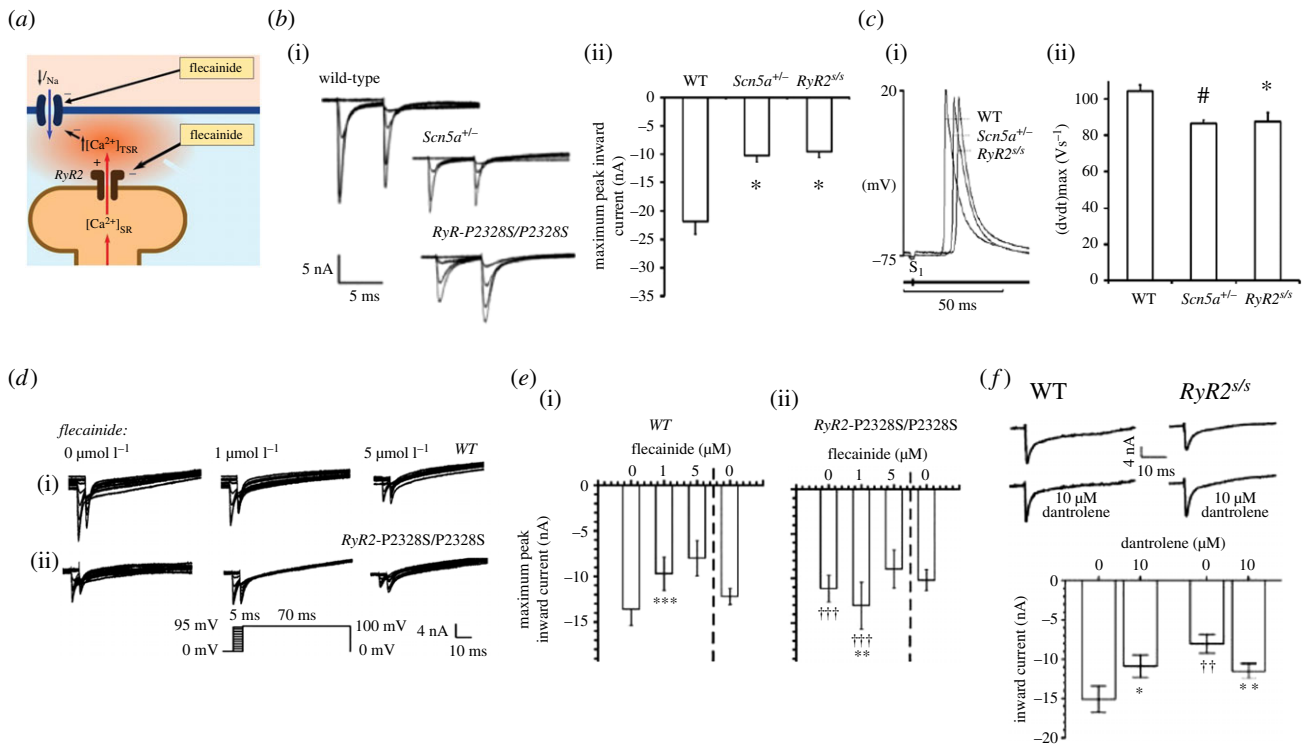 (a)
flecainide
↓INa
−
flecainide
−
↑[Ca2+]TSR
+
−
RyR2
[Ca2+]SR
(b)
(i)
wild-type
Scn5a+/−
RyR-P2328S/P2328S
5 nA
5 ms
(ii)
WT
Scn5a+/−
RyR2s/s
0
−5
−10
−15
−20
−25
−30
−35
maximum peak inward
current (nA)
*
*
(c)
(i)
20
WT
Scn5a+/−
RyR2s/s
(mV)
−75
S1
50 ms
(ii)
#
*
100
80
60
40
20
0
(dvdt)max (Vs−1)
WT
Scn5a+/−
RyR2s/s
(d)
flecainide:
0 µmol l−1
1 µmol l−1
5 µmol l−1
WT
(i)
RyR2-P2328S/P2328S
(ii)
5 ms
70 ms
95 mV
100 mV
0 mV
0 mV
4 nA
10 ms
(e)
(i)
WT
flecainide (µM)
0 1 5 0
0
−5
−10
−15
maximum peak
inward current (nA)
***
(ii)
RyR2-P2328S/P2328S
flecainide (µM)
0 1 5 0
†††
†††
**
(f)
WT
RyR2s/s
4 nA
10 ms
10 µM
dantrolene
10 µM
dantrolene
dantrolene (µM)
0 10 0 10
0
−5
−10
−15
−20
inward current (nA)
*
††
**